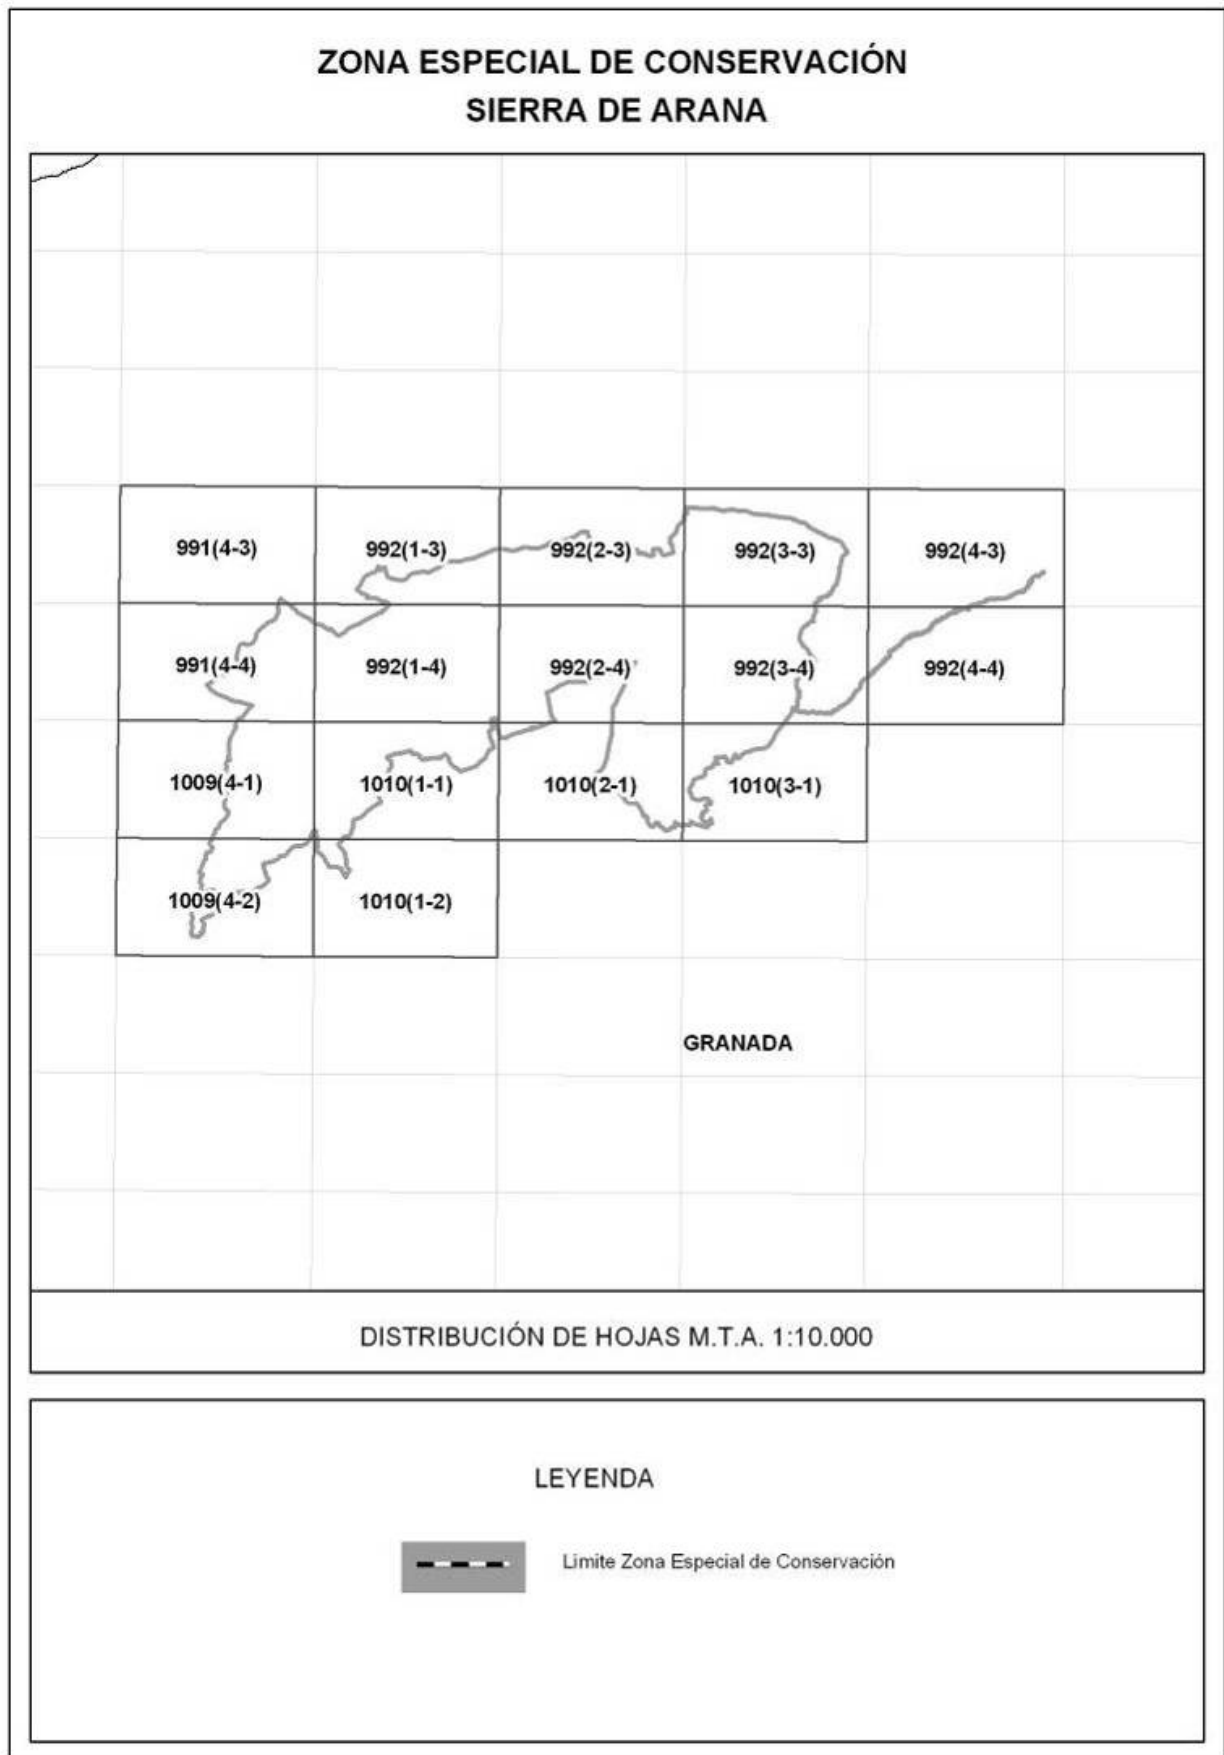 ZONA ESPECIAL DE CONSERVACIÓN
SIERRA DE ARANA
991(4-3) 992(1-3) 992(2-3) 992(3-3) 992(4-3)
991(4-4) 992(1-4) 992(2-4) 992(3-4) 992(4-4)
1009(4-1) 1010(1-1) 1010(2-1) 1010(3-1)
1009(4-2) 1010(1-2)
GRANADA
DISTRIBUCIÓN DE HOJAS M.T.A. 1:10.000
LEYENDA
Limite Zona Especial de Conservación